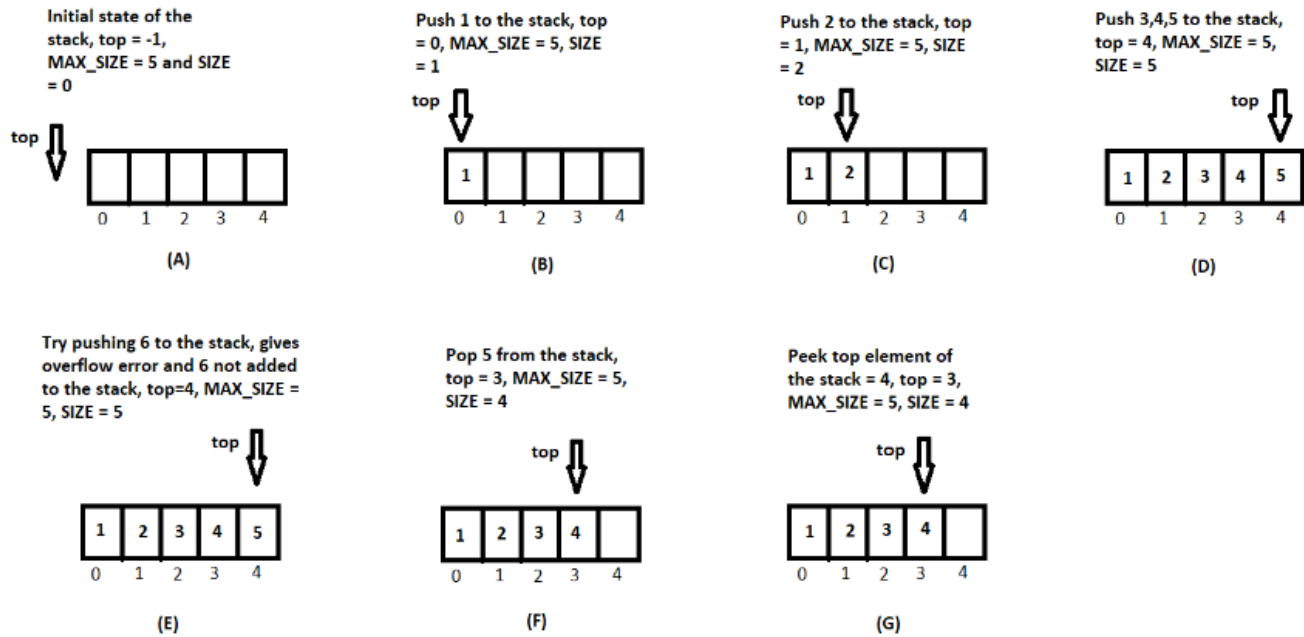 Initial state of the
stack, top = -1,
MAX_SIZE = 5 and SIZE
= 0
top
0 1 2 3 4
(A)
Push 1 to the stack, top
= 0, MAX_SIZE = 5, SIZE
= 1
top
1
0 1 2 3 4
(B)
Push 2 to the stack, top
= 1, MAX_SIZE = 5, SIZE
= 2
top
1 2
0 1 2 3 4
(C)
Push 3,4,5 to the stack,
top = 4, MAX_SIZE = 5,
SIZE = 5
top
1 2 3 4 5
0 1 2 3 4
(D)
Try pushing 6 to the stack, gives
overflow error and 6 not added
to the stack, top=4, MAX_SIZE =
5, SIZE = 5
top
1 2 3 4 5
0 1 2 3 4
(E)
Pop 5 from the stack,
top = 3, MAX_SIZE = 5,
SIZE = 4
top
1 2 3 4
0 1 2 3 4
(F)
Peek top element of
the stack = 4, top = 3,
MAX_SIZE = 5, SIZE = 4
top
1 2 3 4
0 1 2 3 4
(G)